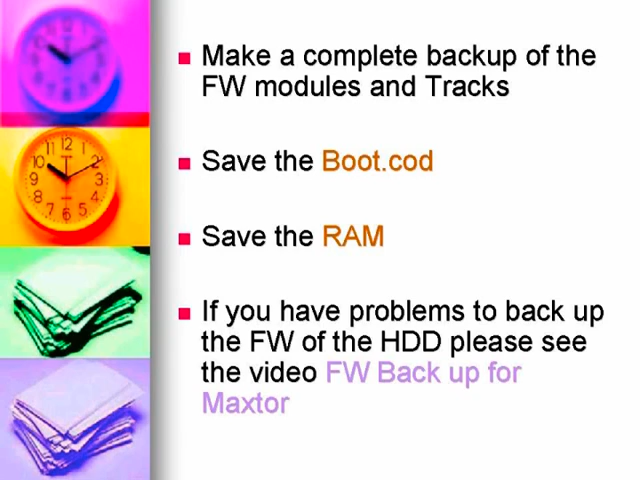 Make a complete backup of the
FW modules and Tracks
Save the Boot.cod
Save the RAM
If you have problems to back up
the FW of the HDD please see
the video FW Back up for
Maxtor